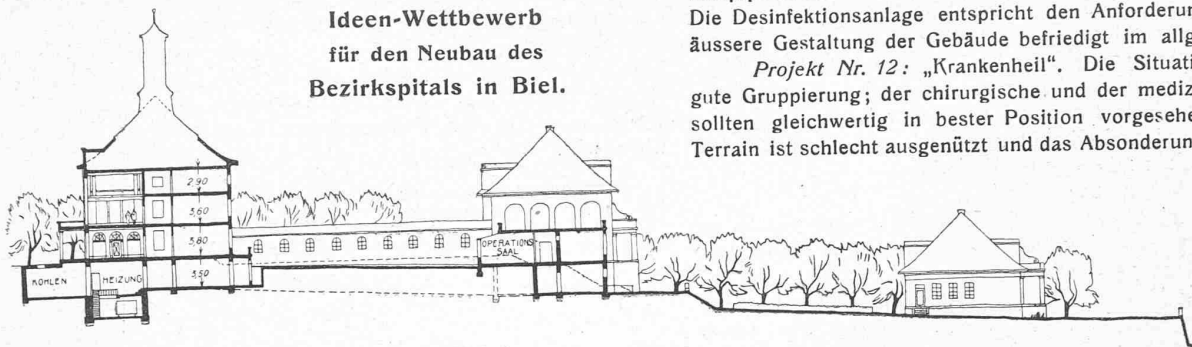 Ideen-Wettbewerb
für den Neubau des
Bezirkspitals in Biel.
Die Desinfektionsanlage entspricht den Anforderun
äussere Gestaltung der Gebäude befriedigt im allg
Projekt Nr. 12: „Krankenheil". Die Situati
gute Gruppierung; der chirurgische und der mediz
sollten gleichwertig in bester Position vorgesehe
Terrain ist schlecht ausgenützt und das Absonderun
2,90
3,60
3,80
3,50
KOHLEN
HEIZUNG
OPERATIONS
SAAL